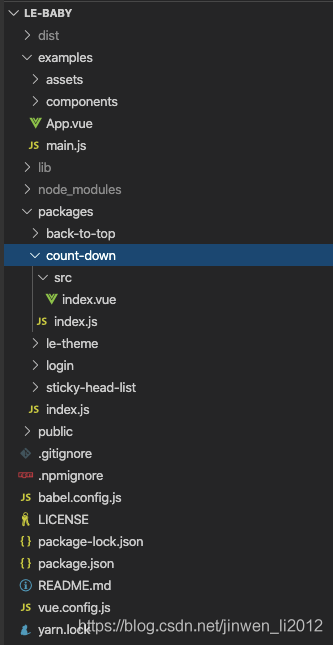 LE-BABY
dist
examples
assets
components
App.vue
JS main.js
lib
node_modules
packages
back-to-top
count-down
src
index.vue
JS index.js
le-theme
login
sticky-head-list
JS index.js
public
.gitignore
.npmignore
JS babel.config.js
LICENSE
{ } package-lock.json
{ } package.json
README.md
JS vue.config.js
yarn.lock
https://blog.csdn.net/jinwen_li2012